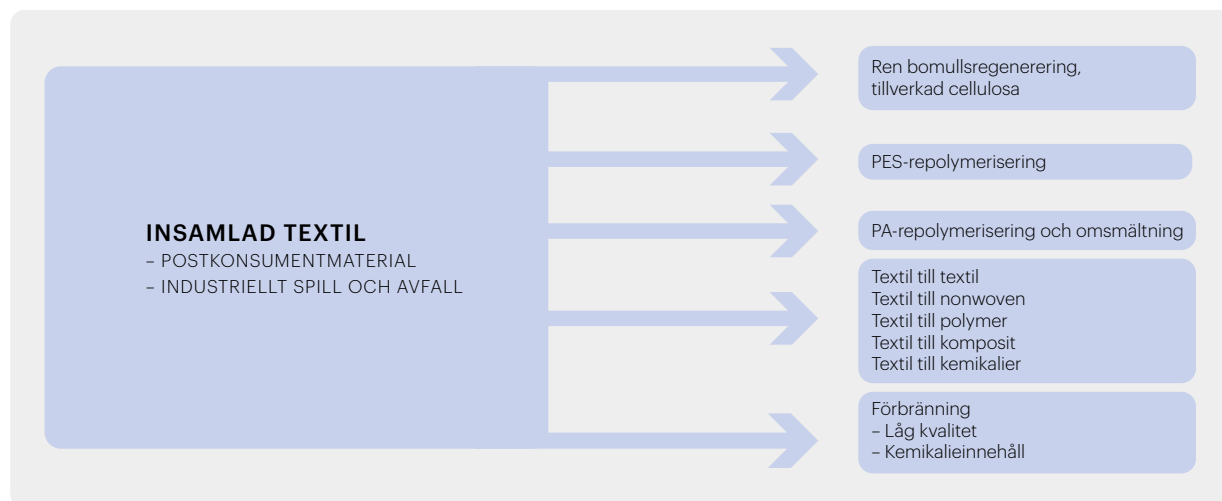 INSAMLAD TEXTIL
– POSTKONSUMENTMATERIAL
– INDUSTRIELLT SPILL OCH AVFALL
Ren bomullsregenerering,
tillverkad cellulosa
PES-repolymerisering
PA-repolymerisering och omsmältning
Textil till textil
Textil till nonwoven
Textil till polymer
Textil till komposit
Textil till kemikalier
Förbränning
– Låg kvalitet
– Kemikalieinnehåll